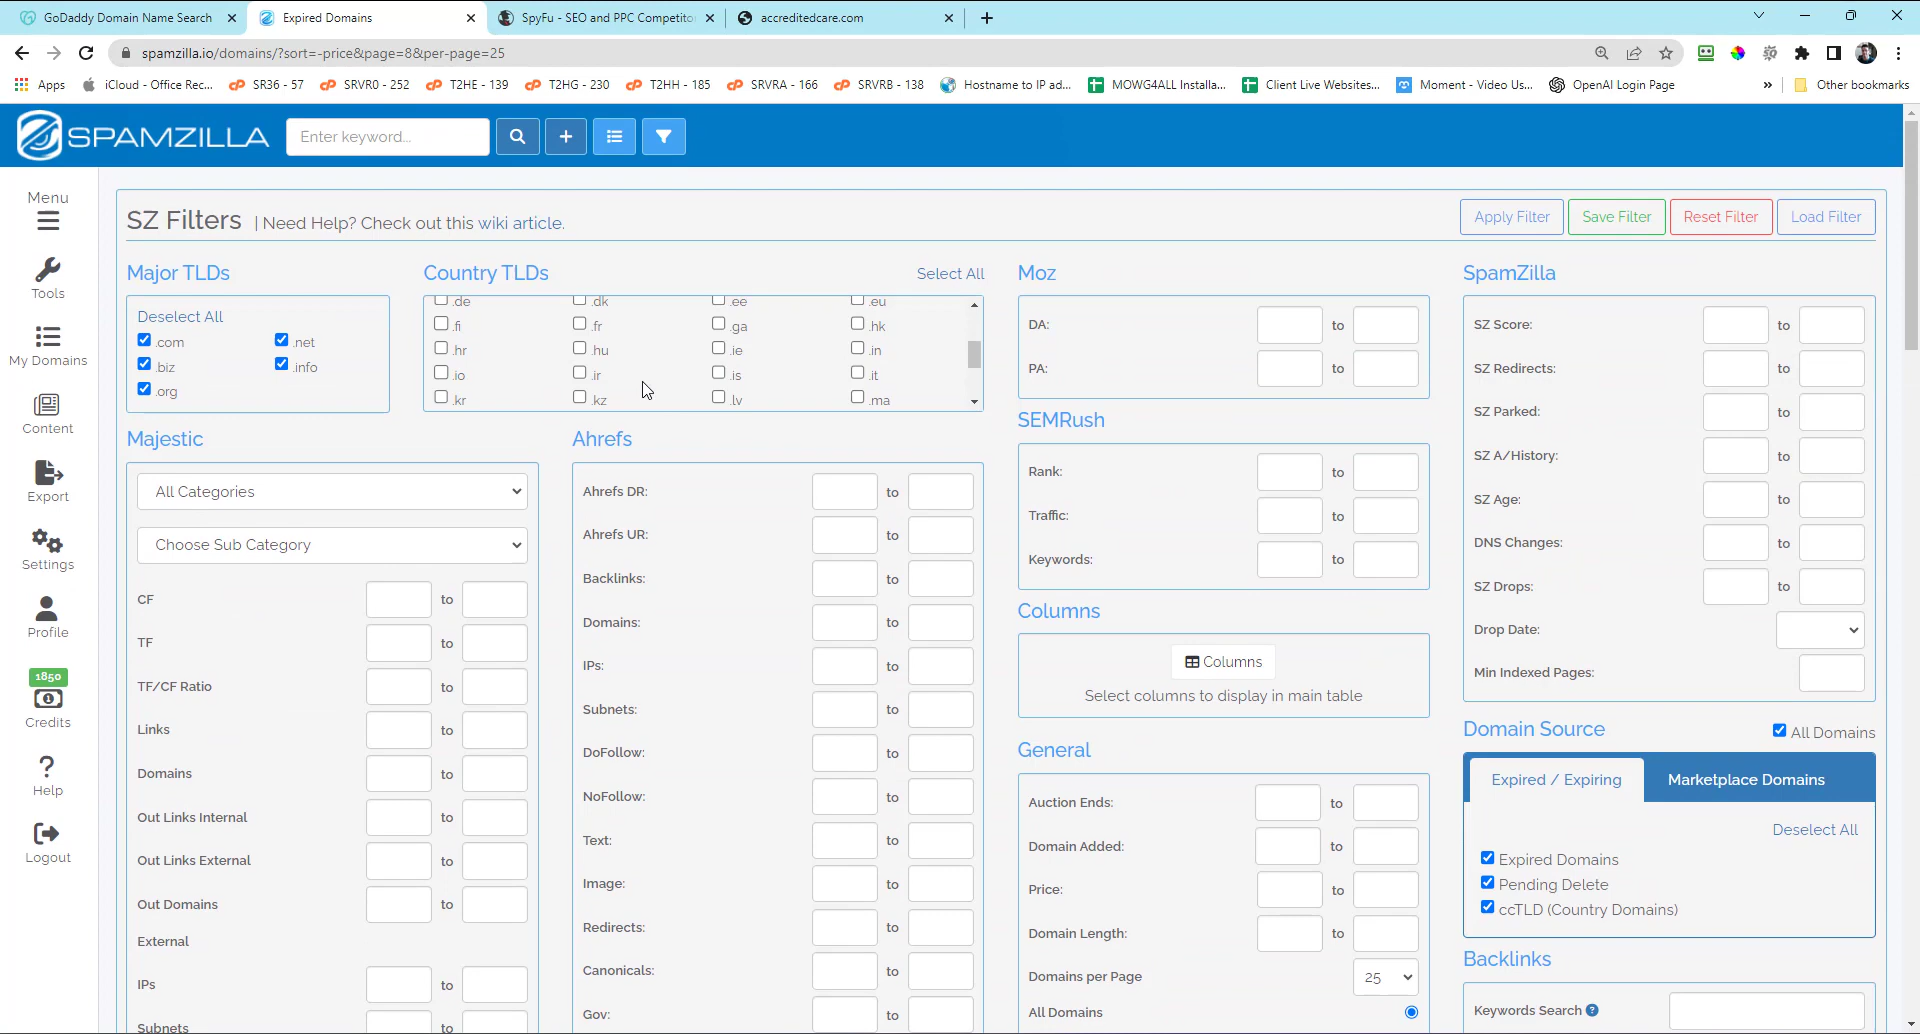 GoDaddy Domain Name Search
Expired Domains
SpyFu - SEO and PPC Competito
accreditedcare.com
spamzilla.io/domains/?sort=-price&page=8&per-page=25
Apps
iCloud - Office Rec...
SR36 - 57
SRVR0 - 252
T2HE - 139
T2HG - 230
T2HH - 185
SRVRA - 166
SRVRB - 138
Hostname to IP ad...
MOWG4ALL Installa...
Client Live Websites...
Moment - Video Us...
OpenAI Login Page
»
Other bookmarks
SPAMZILLA
Enter keyword...
Menu
Tools
My Domains
Content
Export
Settings
Profile
1850
Credits
Help
Logout
SZ Filters | Need Help? Check out this wiki article.
Apply Filter
Save Filter
Reset Filter
Load Filter
Major TLDs
Deselect All
.com .net
.biz .info
.org
Country TLDs
Select All
.de .dk .ee .eu
.fi .fr .ga .hk
.hr .hu .ie .in
.io .ir .is .it
.kr .kz .lv .ma
Majestic
All Categories
Choose Sub Category
CF to
TF to
TF/CF Ratio to
Links to
Domains to
Out Links Internal to
Out Links External to
Out Domains to
External
IPs to
Subnets to
Ahrefs
Ahrefs DR: to
Ahrefs UR: to
Backlinks: to
Domains: to
IPs: to
Subnets: to
DoFollow: to
NoFollow: to
Text: to
Image: to
Redirects: to
Canonicals: to
Gov: to
Moz
DA: to
PA: to
SEMRush
Rank: to
Traffic: to
Keywords: to
Columns
Columns
Select columns to display in main table
General
Auction Ends: to
Domain Added: to
Price: to
Domain Length: to
Domains per Page 25
All Domains
SpamZilla
SZ Score: to
SZ Redirects: to
SZ Parked: to
SZ A/History: to
SZ Age: to
DNS Changes: to
SZ Drops: to
Drop Date:
Min Indexed Pages:
Domain Source
All Domains
Expired / Expiring
Marketplace Domains
Deselect All
Expired Domains
Pending Delete
ccTLD (Country Domains)
Backlinks
Keywords Search ?